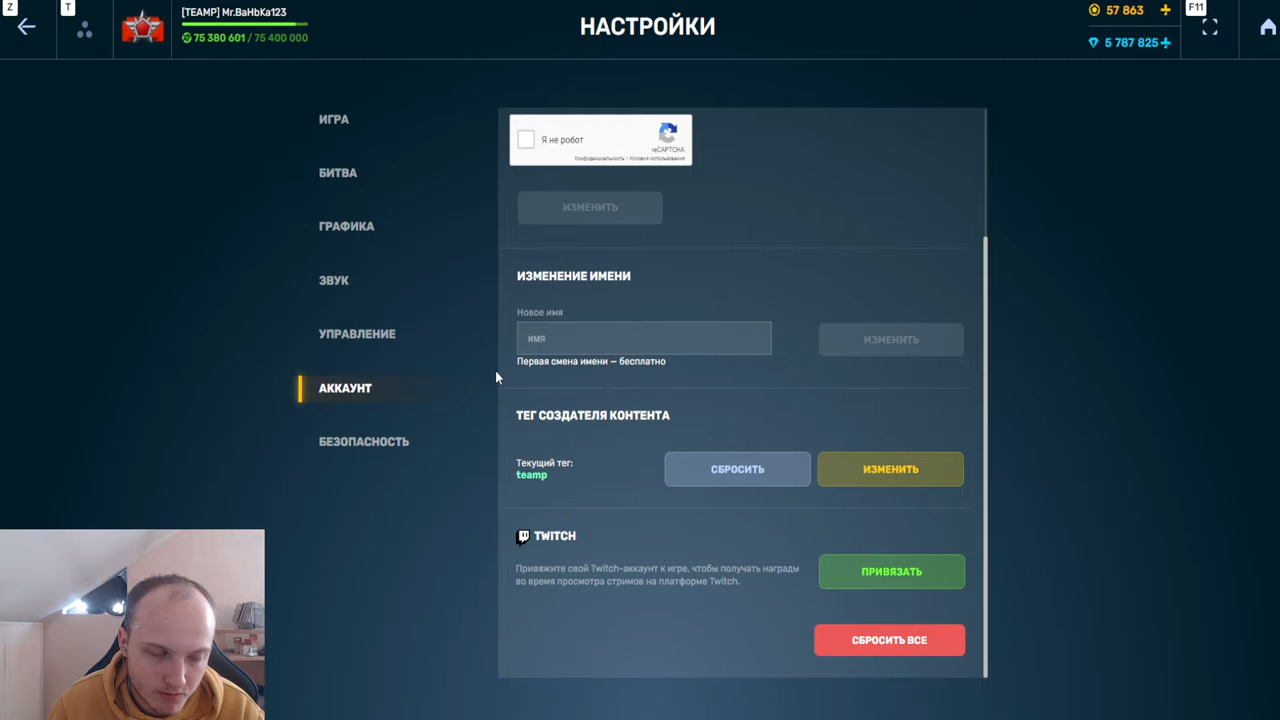 Z
T
[TEAMP] Mr.BaHbKa123
75 380 601 / 75 400 000
НАСТРОЙКИ
57 863
5 787 825
F11
ИГРА
БИТВА
ГРАФИКА
ЗВУК
УПРАВЛЕНИЕ
АККАУНТ
БЕЗОПАСНОСТЬ
Я не робот
reCAPTCHA
Конфиденциальность - Условия использования
ИЗМЕНИТЬ
ИЗМЕНЕНИЕ ИМЕНИ
Новое имя
имя
ИЗМЕНИТЬ
Первая смена имени — бесплатно
ТЕГ СОЗДАТЕЛЯ КОНТЕНТА
Текущий тег:
teamp
СБРОСИТЬ
ИЗМЕНИТЬ
TWITCH
Привяжите свой Twitch-аккаунт к игре, чтобы получать награды
во время просмотра стримов на платформе Twitch.
ПРИВЯЗАТЬ
СБРОСИТЬ ВСЕ